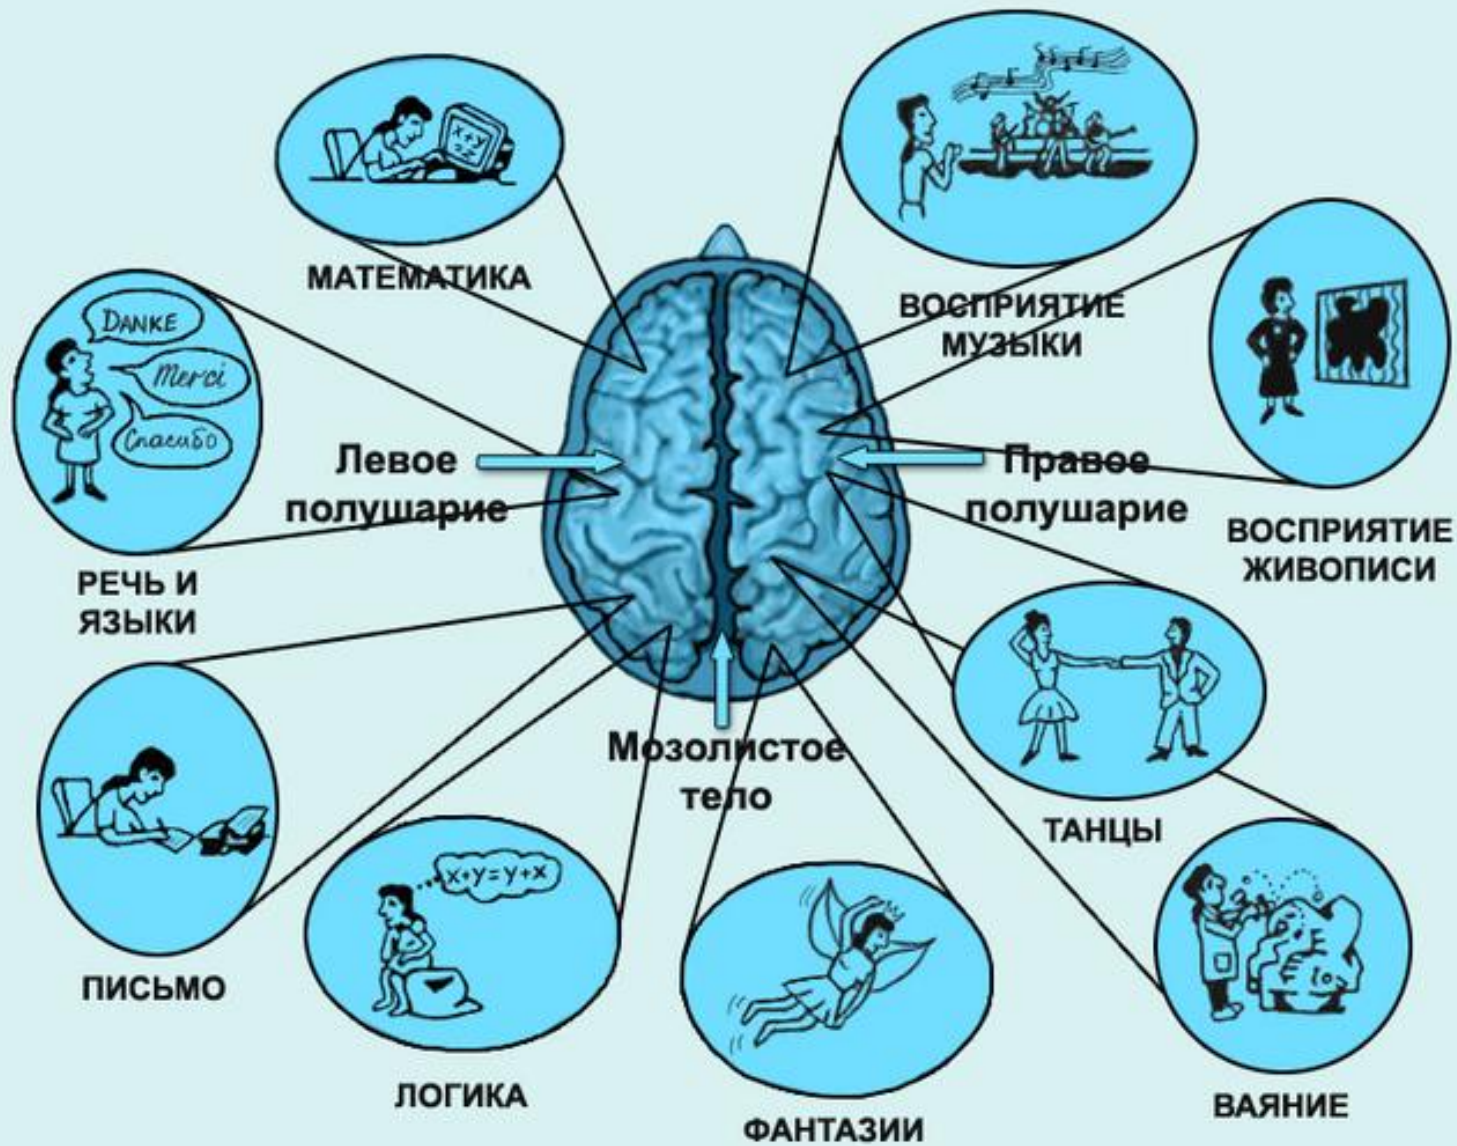 МАТЕМАТИКА
x+y
=z
ВОСПРИЯТИЕ
МУЗЫКИ
DANKE
Merci
Спасибо
РЕЧЬ И
ЯЗЫКИ
Левое
полушарие
Правое
полушарие
ВОСПРИЯТИЕ
ЖИВОПИСИ
Мозолистое
тело
ТАНЦЫ
ПИСЬМО
x+y=y+x
ЛОГИКА
ФАНТАЗИИ
ВАЯНИЕ